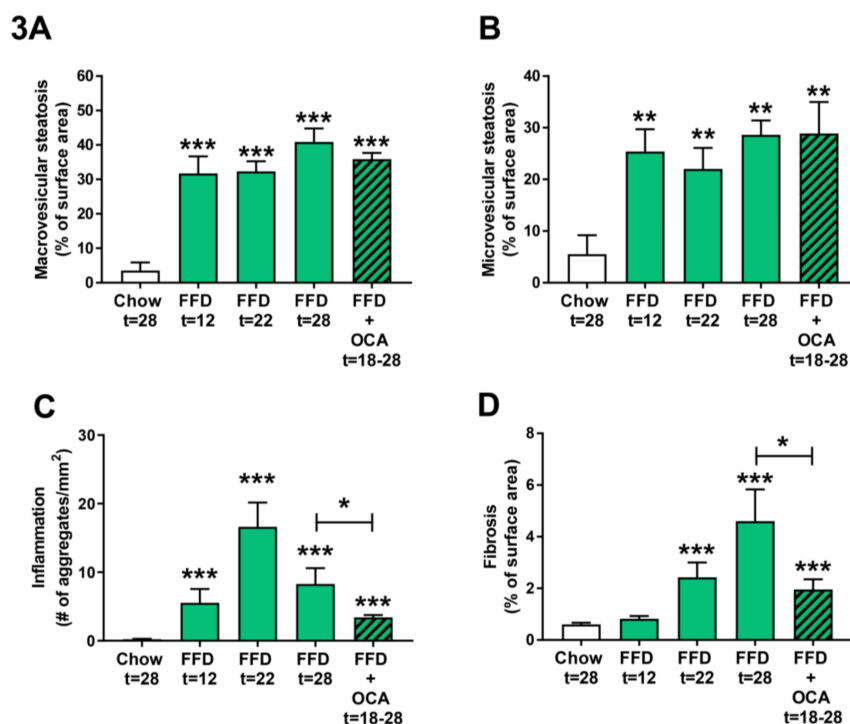 3A
Macrovesicular steatosis
(% of surface area)
60
50
40
30
20
10
0
***
***
***
***
Chow
t=28
FFD
t=12
FFD
t=22
FFD
t=28
FFD
+
OCA
t=18-28
B
Microvesicular steatosis
(% of surface area)
40
30
20
10
0
**
**
**
**
Chow
t=28
FFD
t=12
FFD
t=22
FFD
t=28
FFD
+
OCA
t=18-28
C
Inflammation
(# of aggregates/mm²)
30
20
10
0
***
***
***
*
***
Chow
t=28
FFD
t=12
FFD
t=22
FFD
t=28
FFD
+
OCA
t=18-28
D
Fibrosis
(% of surface area)
8
6
4
2
0
***
***
*
***
Chow
t=28
FFD
t=12
FFD
t=22
FFD
t=28
FFD
+
OCA
t=18-28